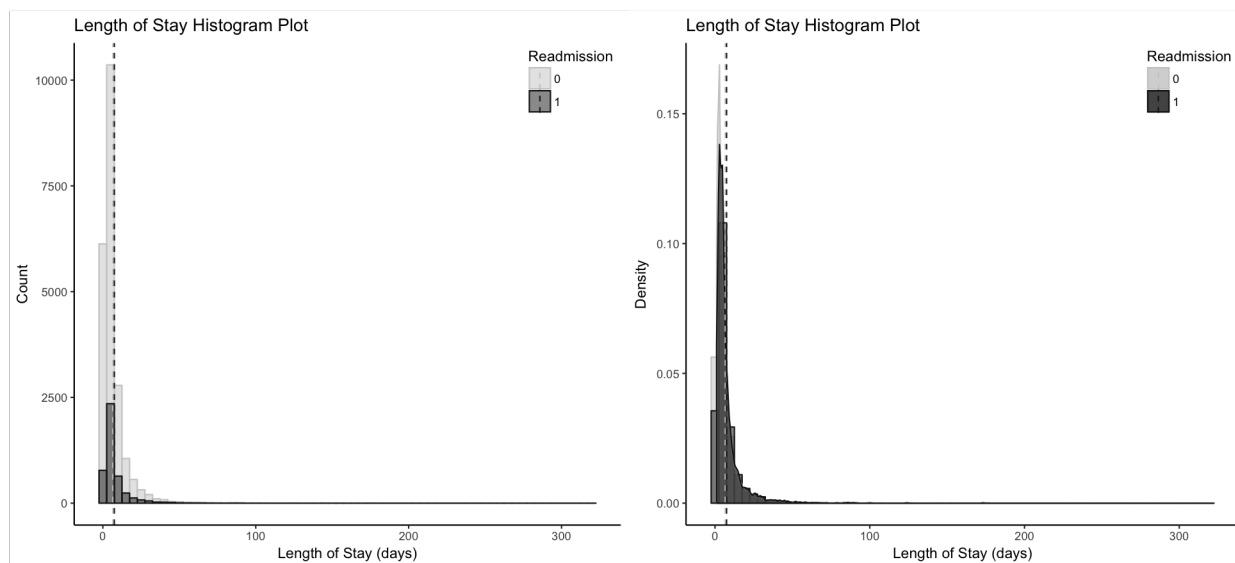 Length of Stay Histogram Plot
Readmission
0
1
10000
7500
5000
2500
0
Count
0
100
200
300
Length of Stay (days)
Length of Stay Histogram Plot
Readmission
0
1
0.15
0.10
0.05
0.00
Density
0
100
200
300
Length of Stay (days)